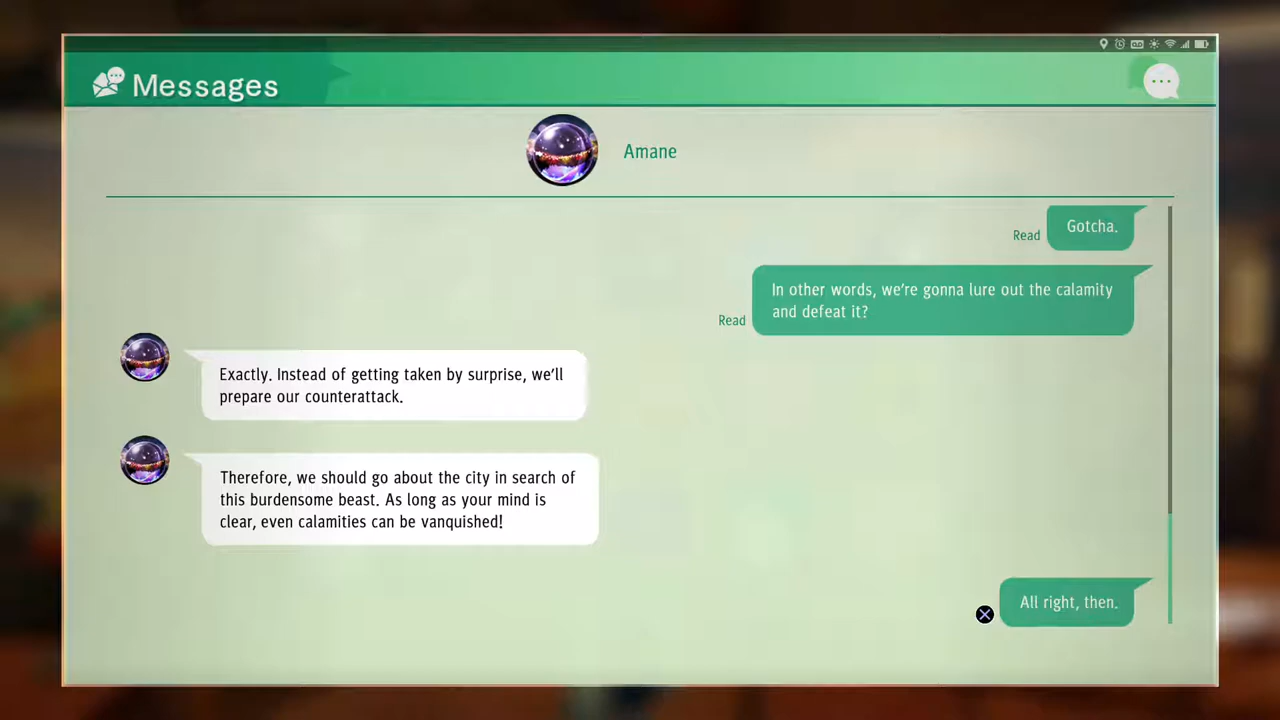 Messages
Amane
Gotcha.
Read
In other words, we're gonna lure out the calamity
and defeat it?
Read
Exactly. Instead of getting taken by surprise, we'll
prepare our counterattack.
Therefore, we should go about the city in search of
this burdensome beast. As long as your mind is
clear, even calamities can be vanquished!
All right, then.